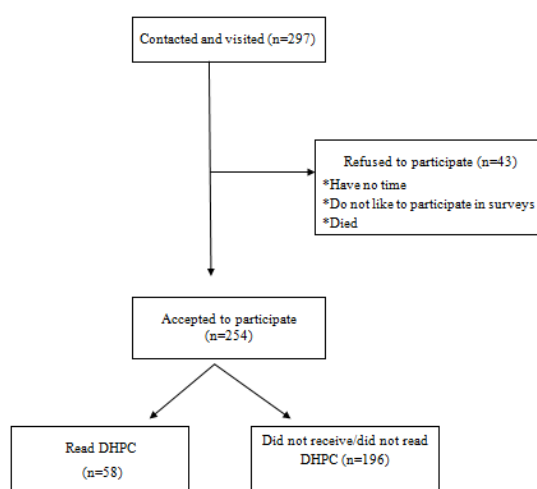 Contacted and visited (n=297)
Refused to participate (n=43)
*Have no time
*Do not like to participate in surveys
*Died
Accepted to participate
(n=254)
Read DHPC
(n=58)
Did not receive/did not read
DHPC (n=196)